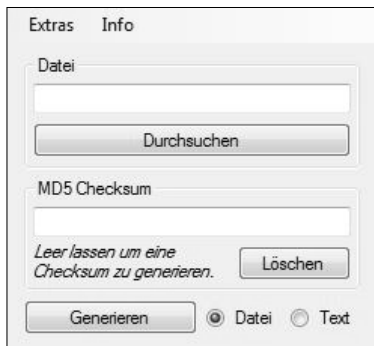 Extras Info
Datei
Durchsuchen
MD5 Checksum
Leer lassen um eine
Checksum zu generieren.
Löschen
Generieren Datei Text